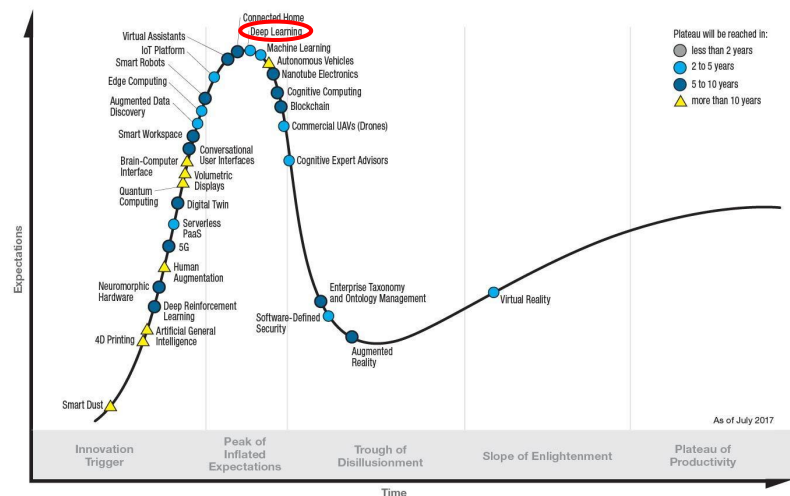 Connected Home
Deep Learning
Virtual Assistants
Machine Learning
IoT Platform
Autonomous Vehicles
Smart Robots
Nanotube Electronics
Edge Computing
Cognitive Computing
Augmented Data
Discovery
Blockchain
Commercial UAVs (Drones)
Smart Workspace
Conversational
User Interfaces
Cognitive Expert Advisors
Brain-Computer
Interface
Volumetric
Displays
Quantum
Computing
Digital Twin
Serverless
PaaS
5G
Human
Augmentation
Neuromorphic
Hardware
Deep Reinforcement
Learning
Artificial General
Intelligence
4D Printing
Smart Dust
Enterprise Taxonomy
and Ontology Management
Software-Defined
Security
Augmented
Reality
Virtual Reality
Plateau will be reached in:
less than 2 years
2 to 5 years
5 to 10 years
more than 10 years
As of July 2017
Expectations
Innovation
Trigger
Peak of
Inflated
Expectations
Trough of
Disillusionment
Slope of Enlightenment
Plateau of
Productivity
Time